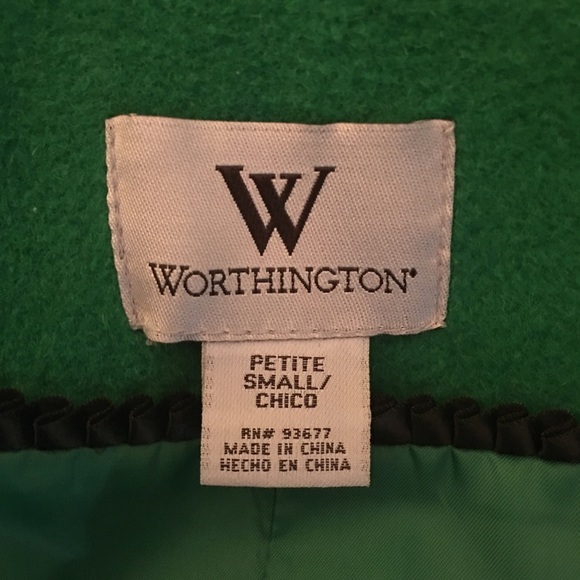 W
WORTHINGTON®
PETITE
SMALL/
CHICO
RN# 93677
MADE IN CHINA
HECHO EN CHINA